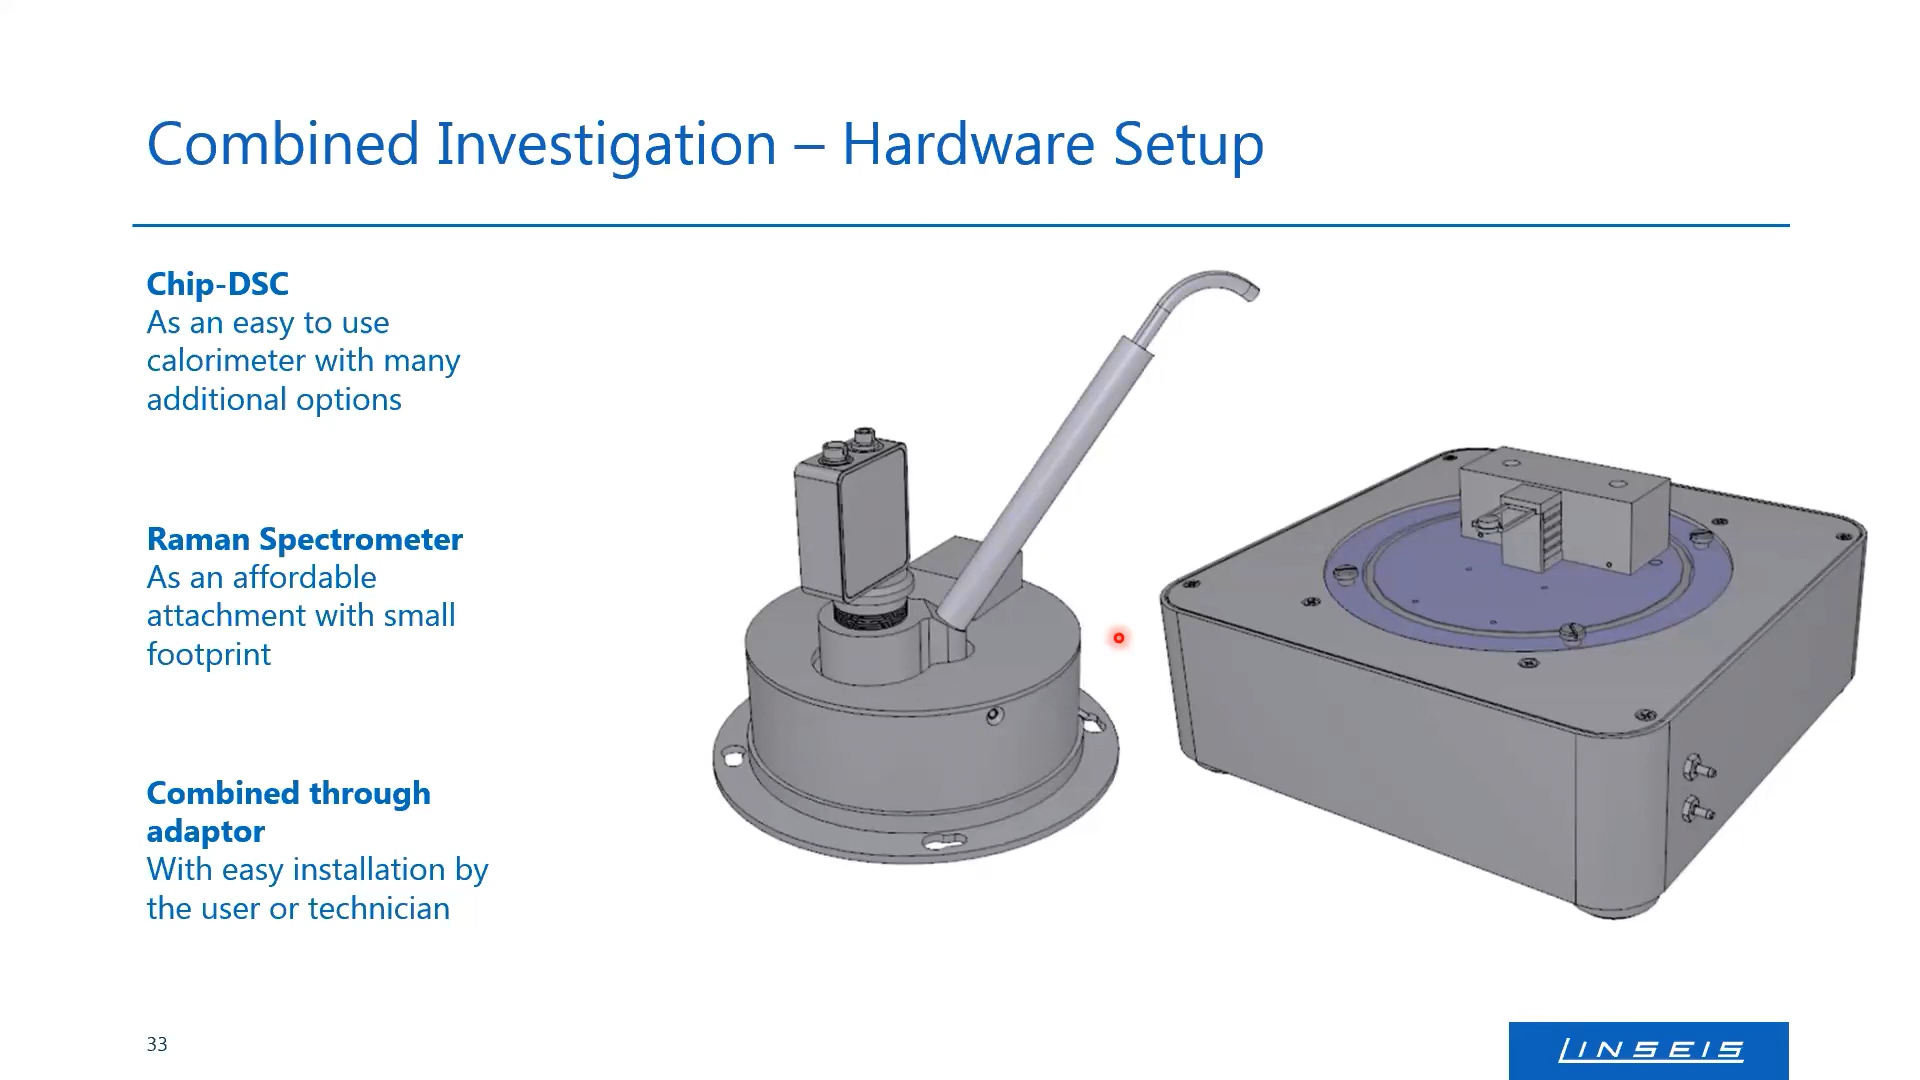 Combined Investigation – Hardware Setup
Chip-DSC
As an easy to use
calorimeter with many
additional options
Raman Spectrometer
As an affordable
attachment with small
footprint
Combined through
adaptor
With easy installation by
the user or technician
33
LINSEIS